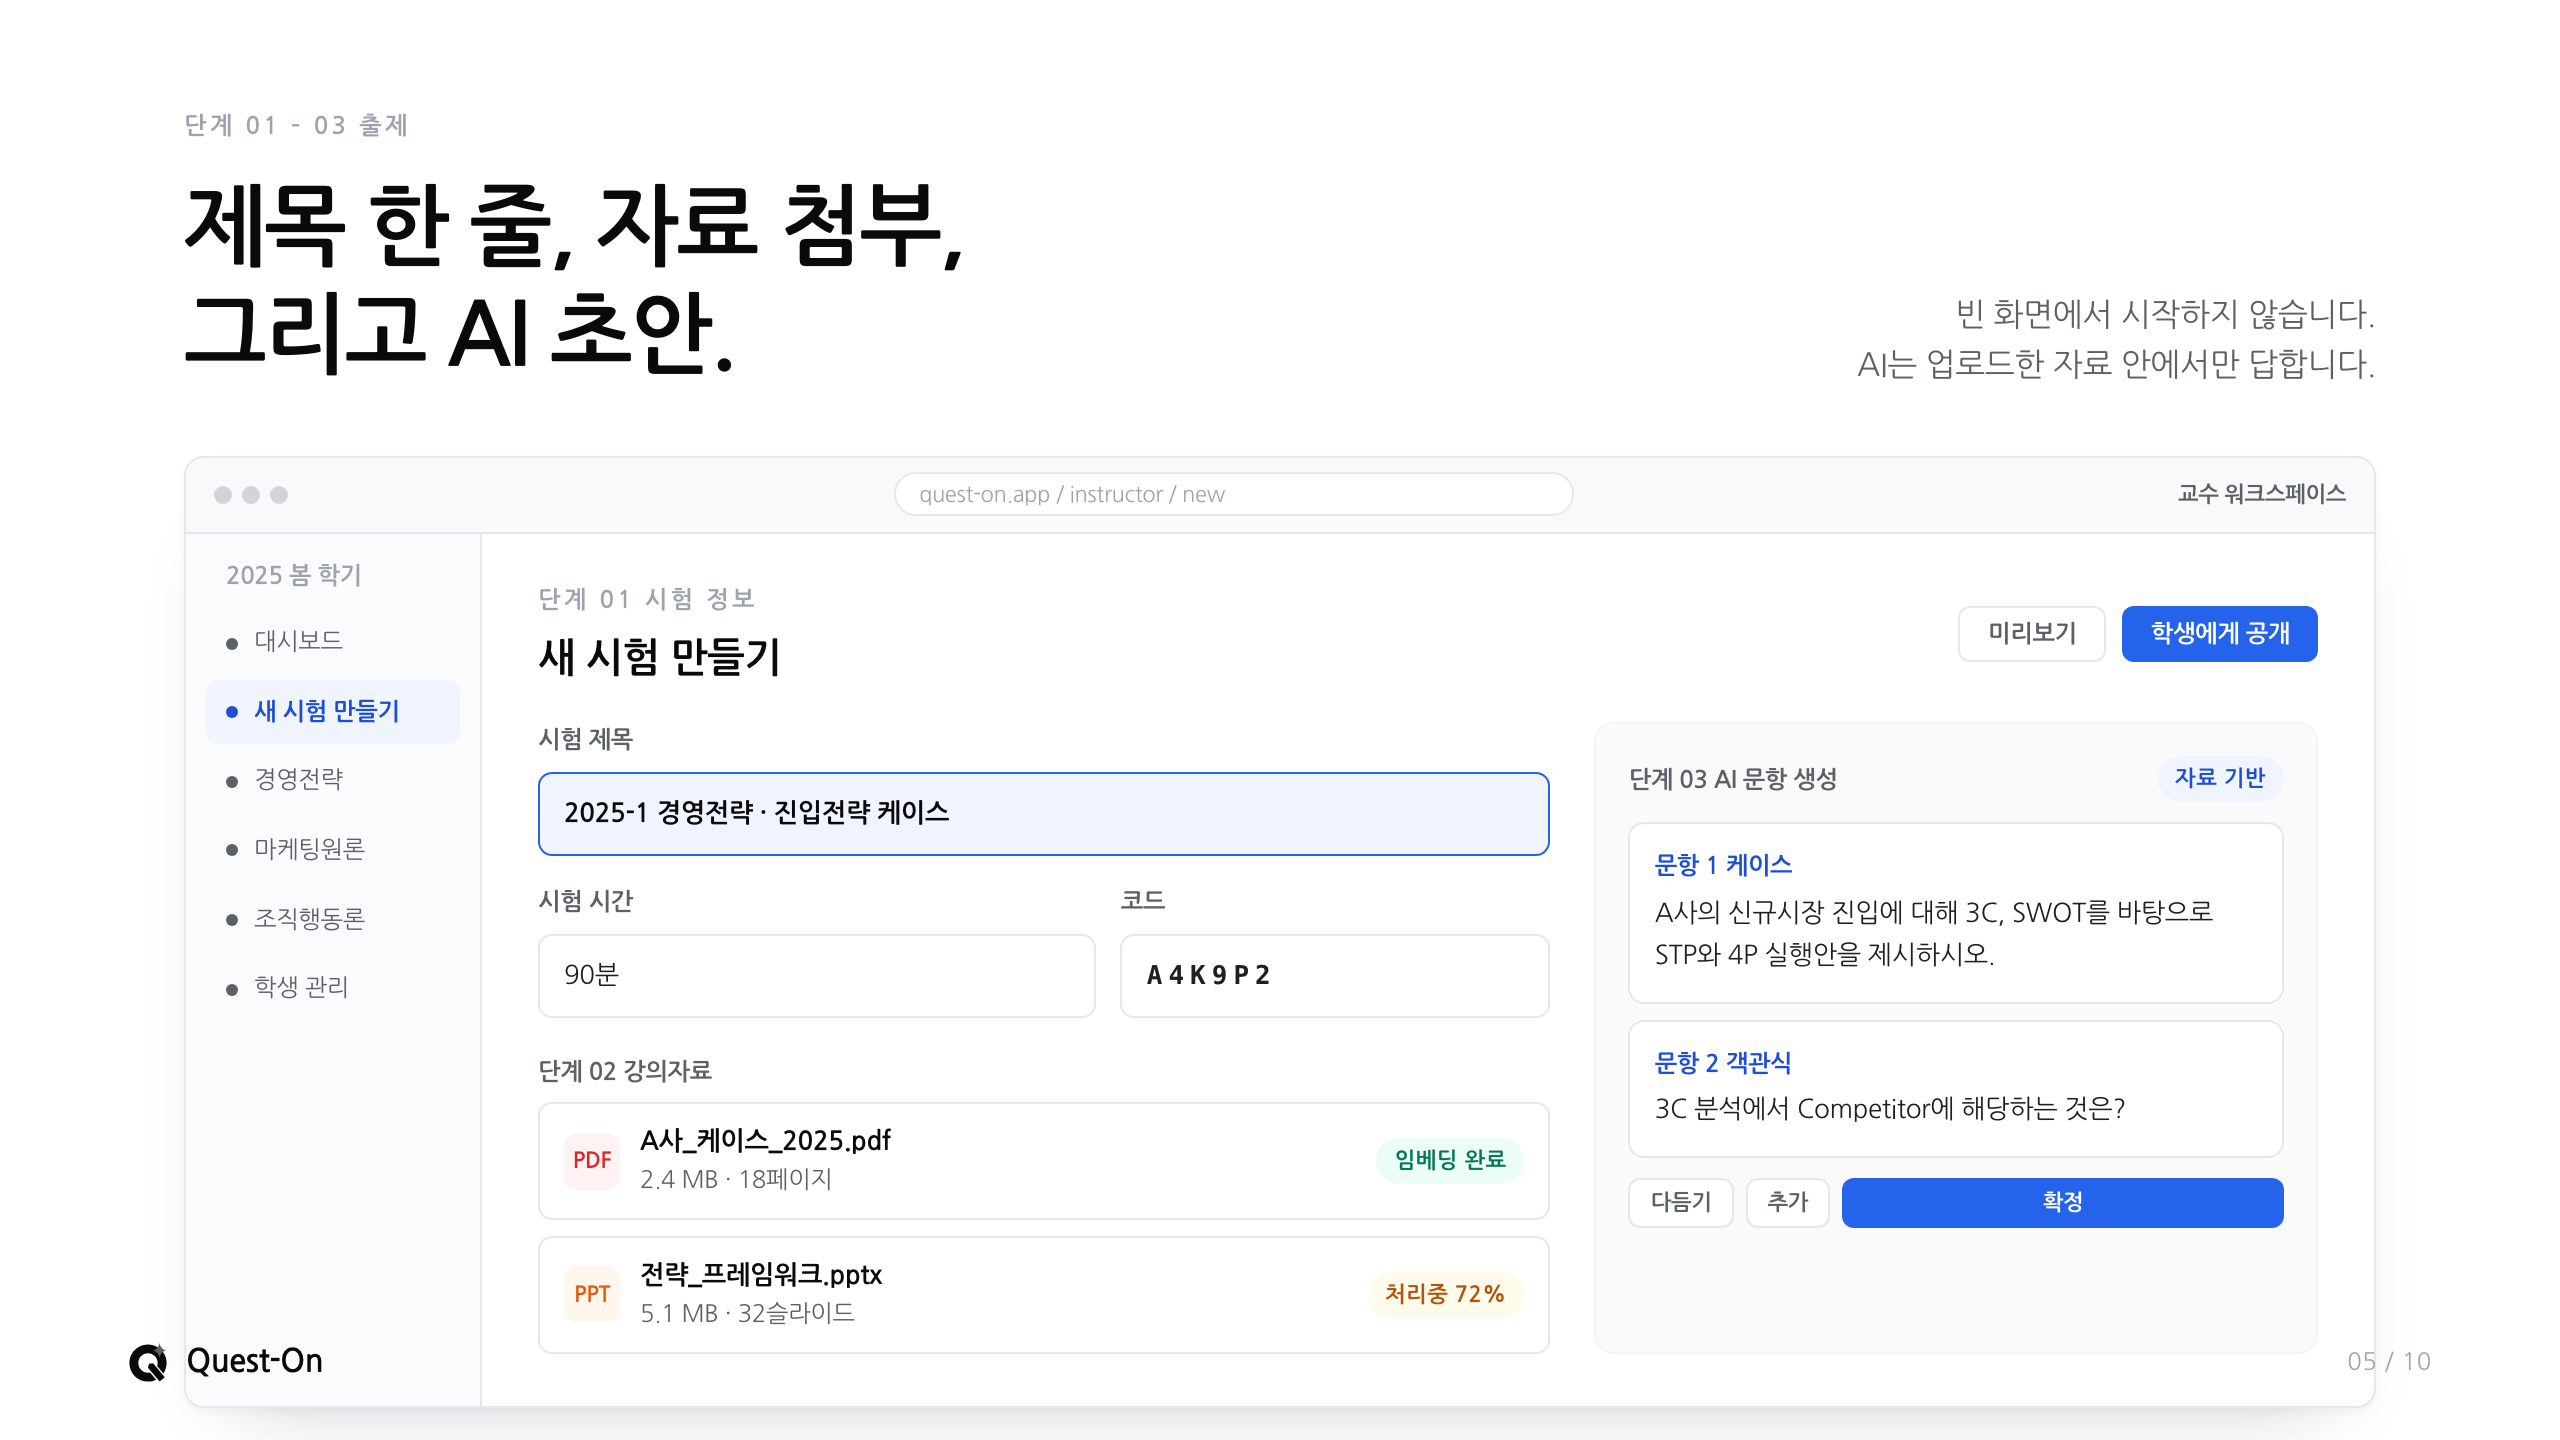 단계 01 - 03 출제
제목 한 줄, 자료 첨부,
그리고 AI 초안.
빈 화면에서 시작하지 않습니다.
AI는 업로드한 자료 안에서만 답합니다.
quest-on.app / instructor / new
교수 워크스페이스
2025 봄 학기
대시보드
새 시험 만들기
경영전략
마케팅원론
조직행동론
학생 관리
단계 01 시험 정보
새 시험 만들기
미리보기
학생에게 공개
시험 제목
2025-1 경영전략 · 진입전략 케이스
시험 시간
코드
90분
A4K9P2
단계 02 강의자료
PDF
A사_케이스_2025.pdf
2.4 MB · 18페이지
임베딩 완료
PPT
전략_프레임워크.pptx
5.1 MB · 32슬라이드
처리중 72%
단계 03 AI 문항 생성
자료 기반
문항 1 케이스
A사의 신규시장 진입에 대해 3C, SWOT를 바탕으로
STP와 4P 실행안을 제시하시오.
문항 2 객관식
3C 분석에서 Competitor에 해당하는 것은?
다듬기
추가
확정
Quest-On
05 / 10